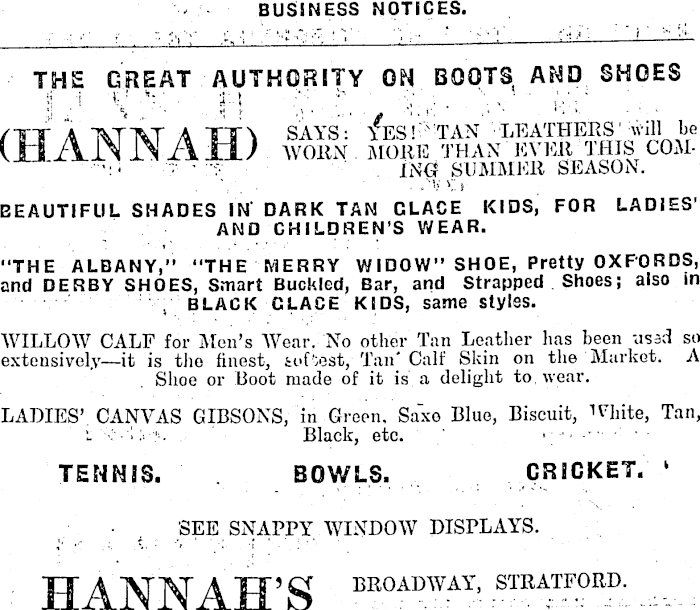 BUSINESS NOTICES.
THE GREAT AUTHORITY ON BOOTS AND SHOES
(HANNAH)
SAYS: YES! TAN LEATHERS will be
WORN MORE THAN EVER THIS COM-
ING SUMMER SEASON.
BEAUTIFUL SHADES IN DARK TAN GLACE KIDS, FOR LADIES'
AND CHILDREN'S WEAR.
"THE ALBANY," "THE MERRY WIDOW" SHOE, Pretty OXFORDS,
and DERBY SHOES, Smart Buckled, Bar, and Strapped Shoes; also in
BLACK GLACE KIDS, same styles.
WILLOW CALF for Men's Wear. No other Tan Leather has been used so
extensively—it is the finest, softest, Tan Calf Skin on the Market. A
Shoe or Boot made of it is a delight to wear.
LADIES' CANVAS GIBSONS, in Green, Saxe Blue, Biscuit, White, Tan,
Black, etc.
TENNIS. BOWLS. CRICKET.
SEE SNAPPY WINDOW DISPLAYS.
HANNAH'S BROADWAY, STRATFORD.